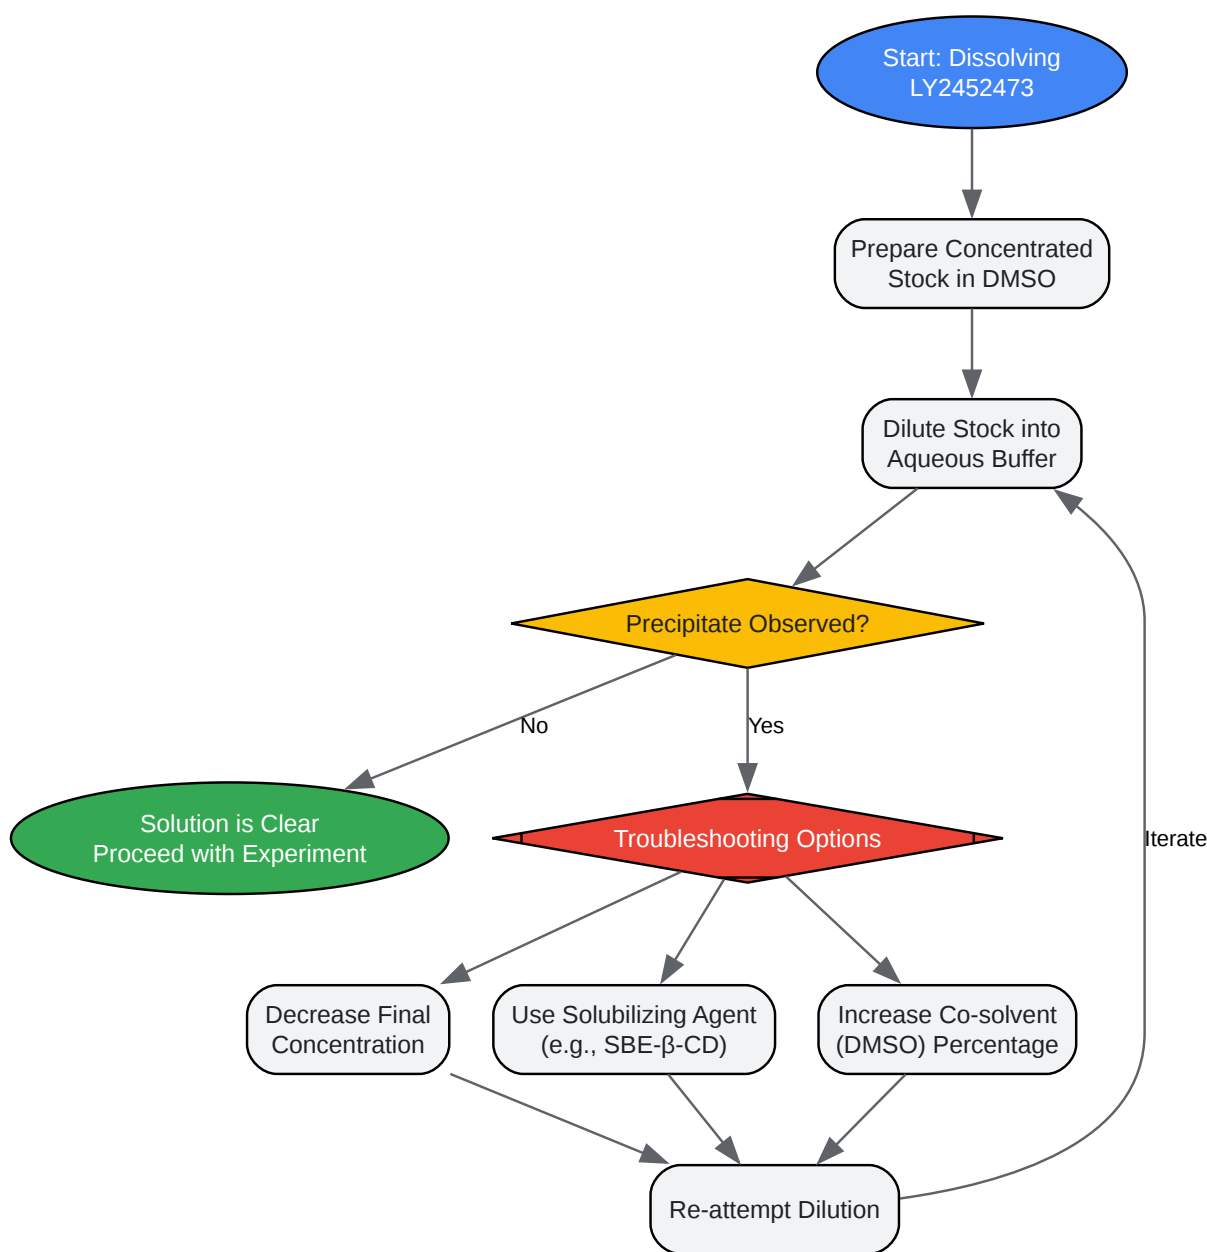 Start: Dissolving
LY2452473
Prepare Concentrated
Stock in DMSO
Dilute Stock into
Aqueous Buffer
Precipitate Observed?
No
Yes
Solution is Clear
Proceed with Experiment
Troubleshooting Options
Iterate
Decrease Final
Concentration
Use Solubilizing Agent
(e.g., SBE-β-CD)
Increase Co-solvent
(DMSO) Percentage
Re-attempt Dilution